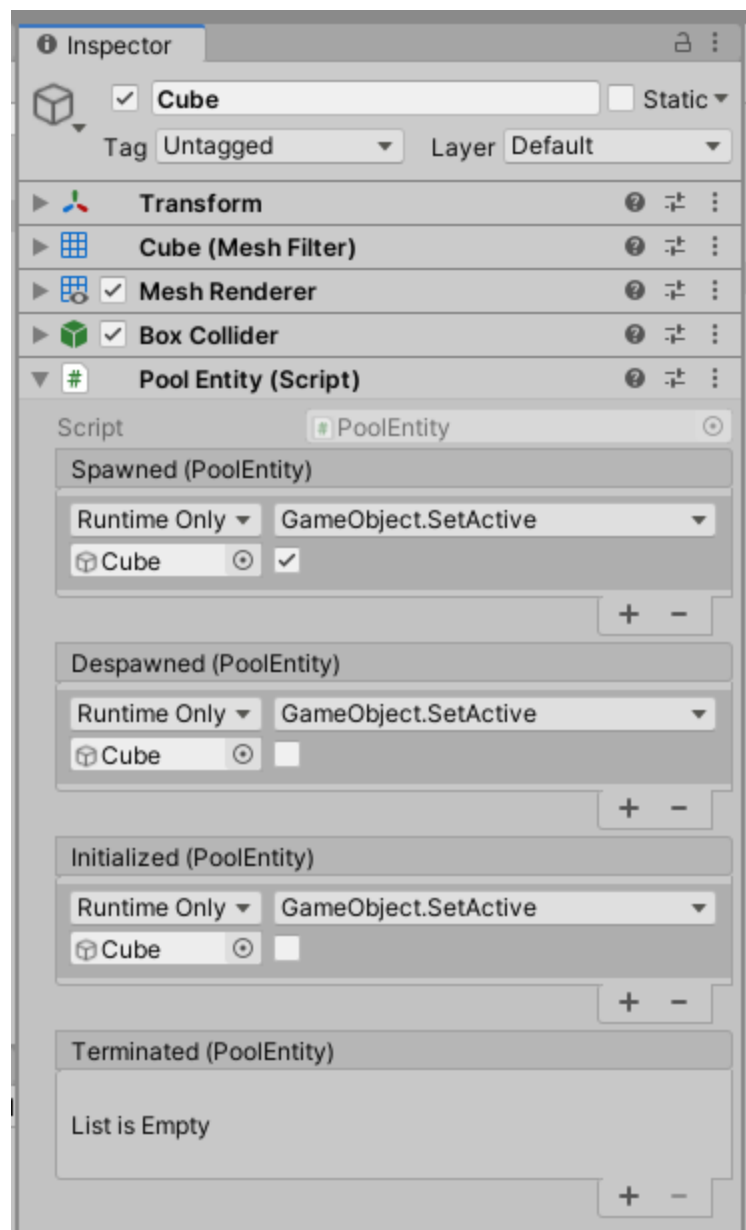 Inspector
Cube Static
Tag Untagged Layer Default
Transform
Cube (Mesh Filter)
Mesh Renderer
Box Collider
# Pool Entity (Script)
Script # PoolEntity
Spawned (PoolEntity)
Runtime Only GameObject.SetActive
Cube
+ −
Despawned (PoolEntity)
Runtime Only GameObject.SetActive
Cube
+ −
Initialized (PoolEntity)
Runtime Only GameObject.SetActive
Cube
+ −
Terminated (PoolEntity)
List is Empty
+ −